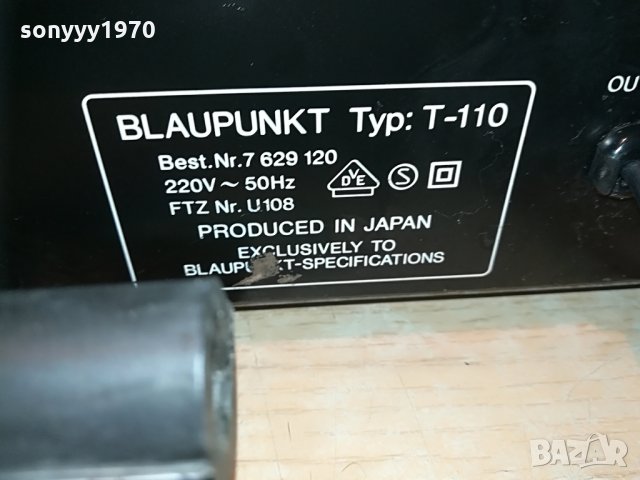 sonyyy1970
OU
BLAUPUNKT Typ: T-110
Best.Nr.7 629 120
220V ~ 50Hz
FTZ Nr. U108
DVE S
PRODUCED IN JAPAN
EXCLUSIVELY TO
BLAUPUNKT-SPECIFICATIONS
BAZAR